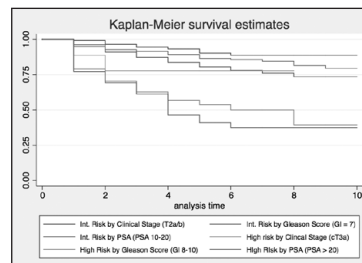 Kaplan-Meier survival estimates
1.00
0.75
0.50
0.25
0.00
0 2 4 6 8 10
analysis time
Int. Risk by Clinical Stage (T2a/b) Int. Risk by Gleason Score (Gl = 7)
Int. Risk by PSA (PSA 10-20) High risk by Clincal Stage (cT3a)
High Risk by Gleason Score (Gl 8-10) High Risk by PSA (PSA > 20)